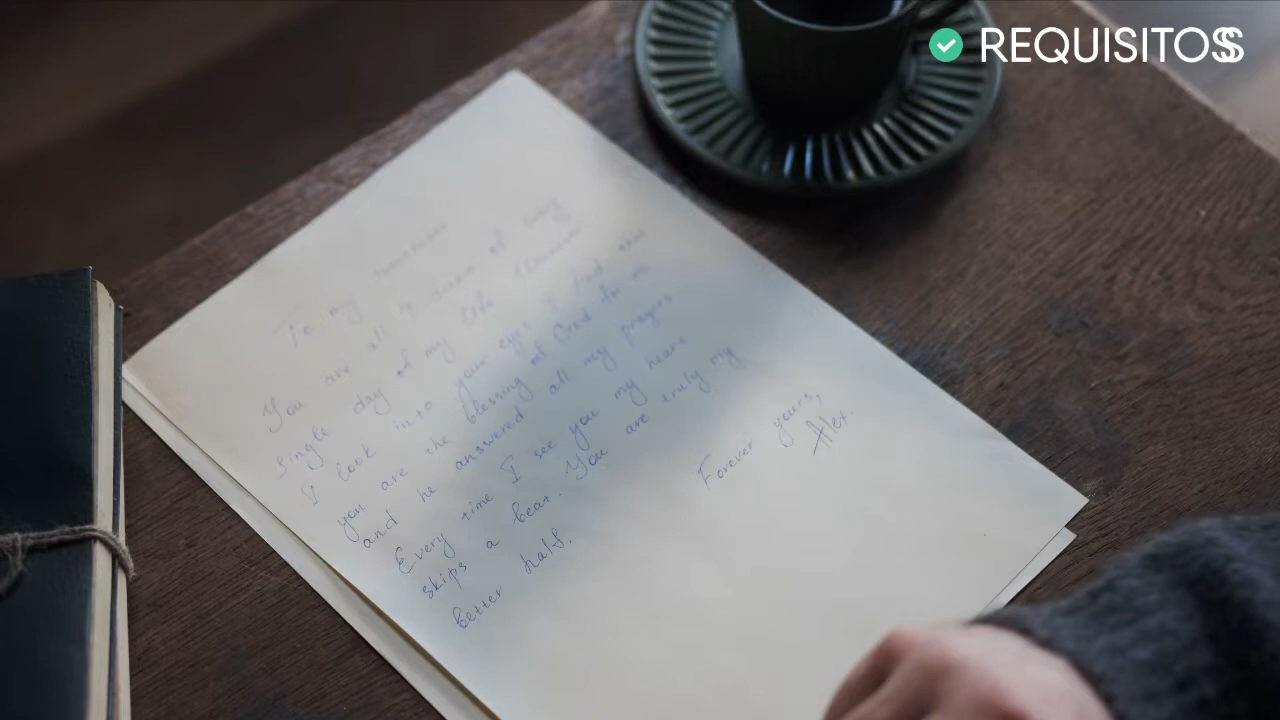 REQUISITOS
To my
You are all I dream of every
single day of my life.
I look into your eyes I
you are the blessing of God
and he answered all my prayers
Every time I see you my heart
skips a beat. You are truly my
better half.
Forever yours,
Alex.